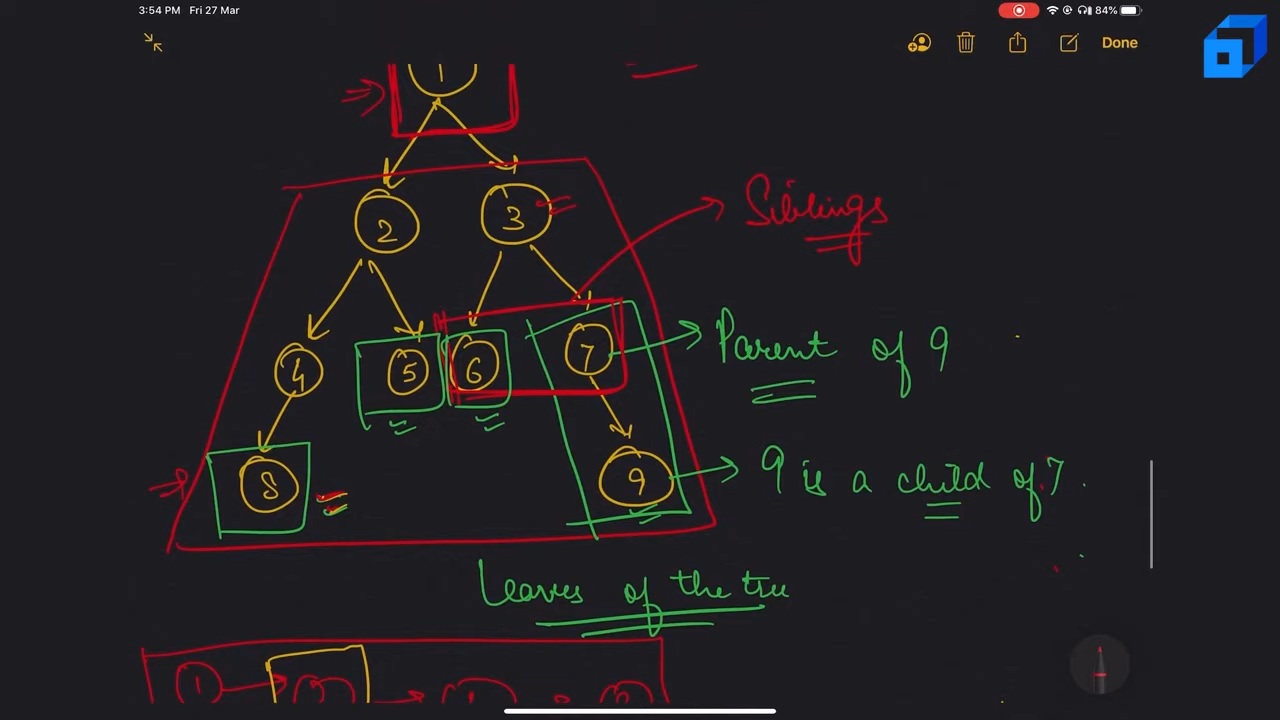 3:54 PM Fri 27 Mar
84%
Done
1
2 3
Siblings
4 5 6 7
Parent of 9
8 9
9 is a child of 7
Leaves of the tree
1